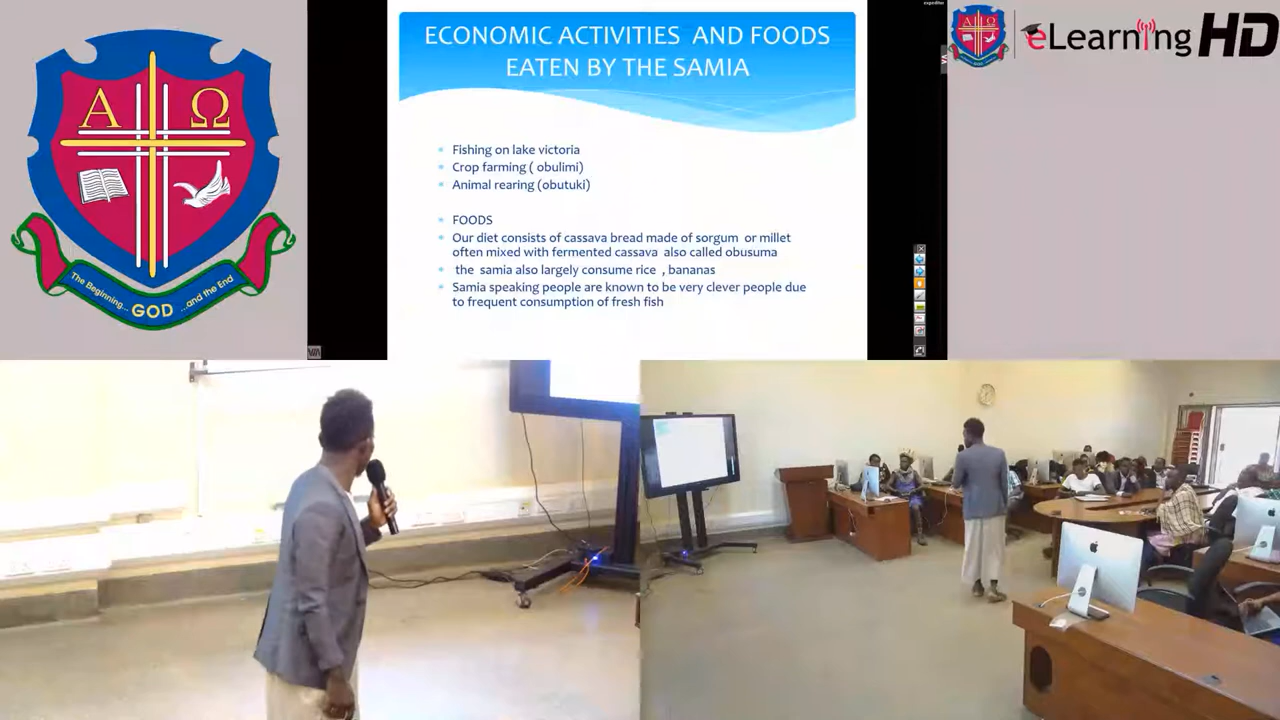 Α Ω
The Beginning... GOD ...and the End
ECONOMIC ACTIVITIES AND FOODS
EATEN BY THE SAMIA
Fishing on lake victoria
Crop farming ( obulimi)
Animal rearing (obutuki)
FOODS
Our diet consists of cassava bread made of sorgum or millet
often mixed with fermented cassava also called obusuma
the samia also largely consume rice , bananas
Samia speaking people are known to be very clever people due
to frequent consumption of fresh fish
VIA
Α Ω
eLearning HD